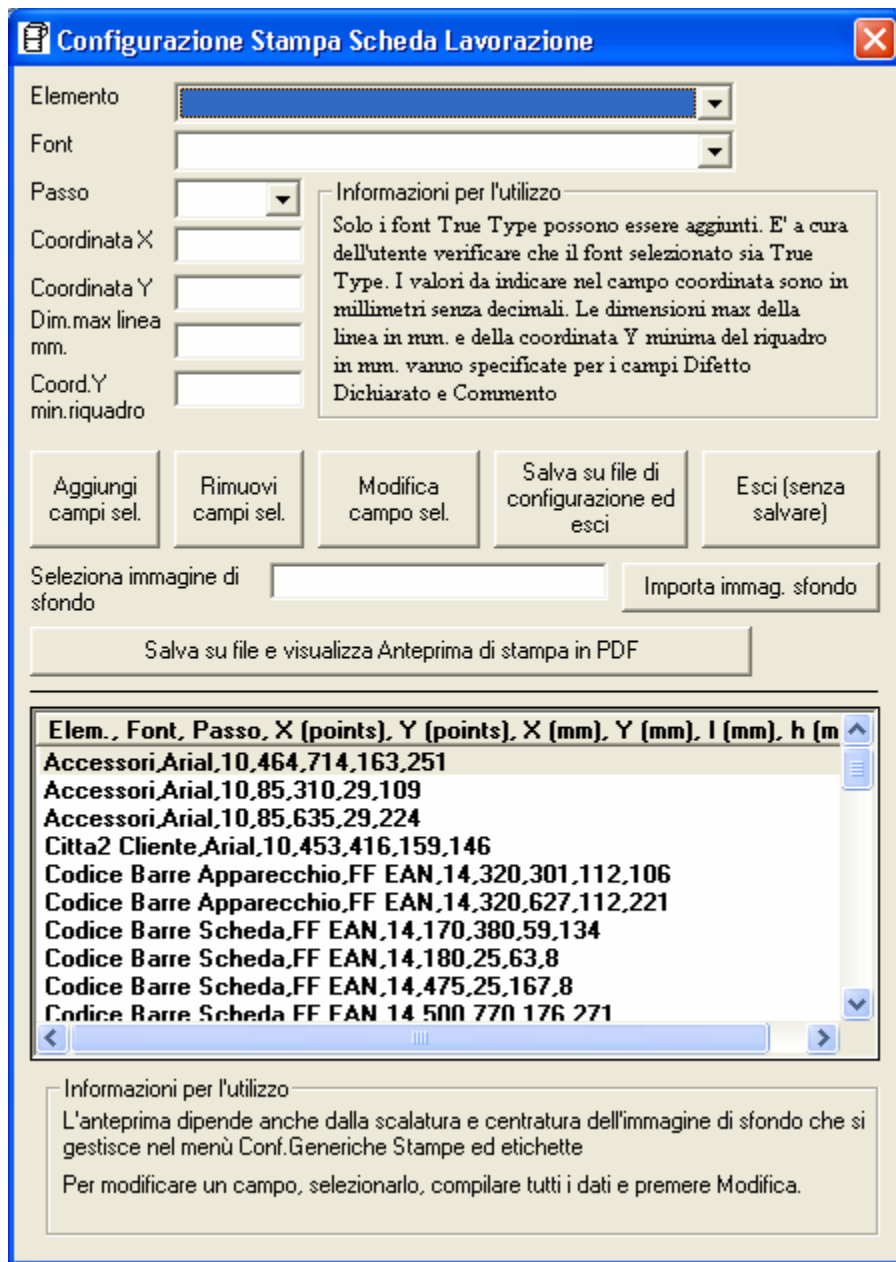 Configurazione Stampa Scheda Lavorazione
Elemento
Font
Passo
Coordinata X
Coordinata Y
Dim.max linea
mm.
Coord.Y
min.riquadro
Informazioni per l'utilizzo
Solo i font True Type possono essere aggiunti. E' a cura
dell'utente verificare che il font selezionato sia True
Type. I valori da indicare nel campo coordinata sono in
millimetri senza decimali. Le dimensioni max della
linea in mm. e della coordinata Y minima del riquadro
in mm. vanno specificate per i campi Difetto
Dichiarato e Commento
Aggiungi
campi sel.
Rimuovi
campi sel.
Modifica
campo sel.
Salva su file di
configurazione ed
esci
Esci (senza
salvare)
Seleziona immagine di
sfondo
Importa immag. sfondo
Salva su file e visualizza Anteprima di stampa in PDF
Elem., Font, Passo, X (points), Y (points), X (mm), Y (mm), l (mm), h (m
Accessori,Arial,10,464,714,163,251
Accessori,Arial,10,85,310,29,109
Accessori,Arial,10,85,635,29,224
Citta2 Cliente,Arial,10,453,416,159,146
Codice Barre Apparecchio,FF EAN,14,320,301,112,106
Codice Barre Apparecchio,FF EAN,14,320,627,112,221
Codice Barre Scheda,FF EAN,14,170,380,59,134
Codice Barre Scheda,FF EAN,14,180,25,63,8
Codice Barre Scheda,FF EAN,14,475,25,167,8
Codice Barre Scheda,FF EAN,14,500,770,176,271
Informazioni per l'utilizzo
L'anteprima dipende anche dalla scalatura e centratura dell'immagine di sfondo che si
gestisce nel menù Conf.Generiche Stampe ed etichette
Per modificare un campo, selezionarlo, compilare tutti i dati e premere Modifica.